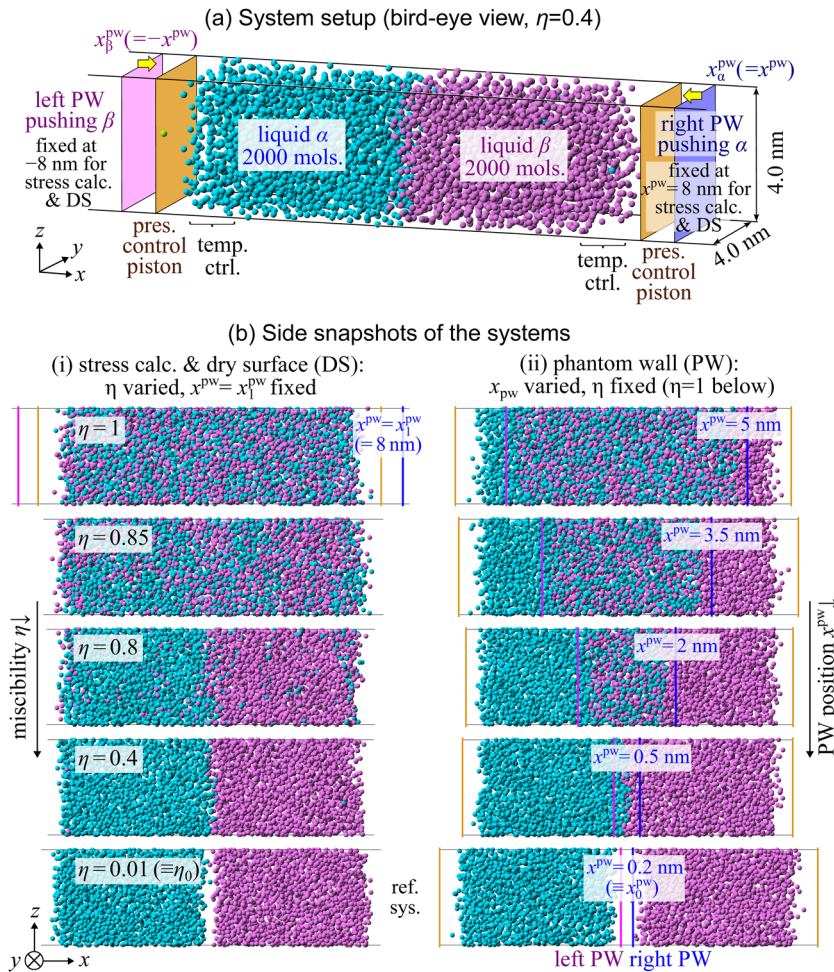 (a) System setup (bird-eye view, η=0.4)
x_β^pw(=−x^pw)
x_α^pw(=x^pw)
left PW
pushing β
fixed at
−8 nm for
stress calc.
& DS
liquid α
2000 mols.
liquid β
2000 mols.
right PW
pushing α
fixed at
x^pw= 8 nm for
stress calc.
& DS
4.0 nm
4.0 nm
z
y
x
pres.
control
piston
temp.
ctrl.
temp.
ctrl.
pres.
control
piston
(b) Side snapshots of the systems
(i) stress calc. & dry surface (DS):
η varied, x^pw= x_1^pw fixed
(ii) phantom wall (PW):
x_pw varied, η fixed (η=1 below)
η = 1
x^pw= x_1^pw
(= 8 nm)
x^pw= 5 nm
η = 0.85
x^pw= 3.5 nm
miscibility η↓
η = 0.8
x^pw= 2 nm
PW position x^pw↓
η = 0.4
x^pw= 0.5 nm
η = 0.01 (≡η_0)
ref.
sys.
x^pw= 0.2 nm
(≡ x_0^pw)
z
y
x
left PW right PW